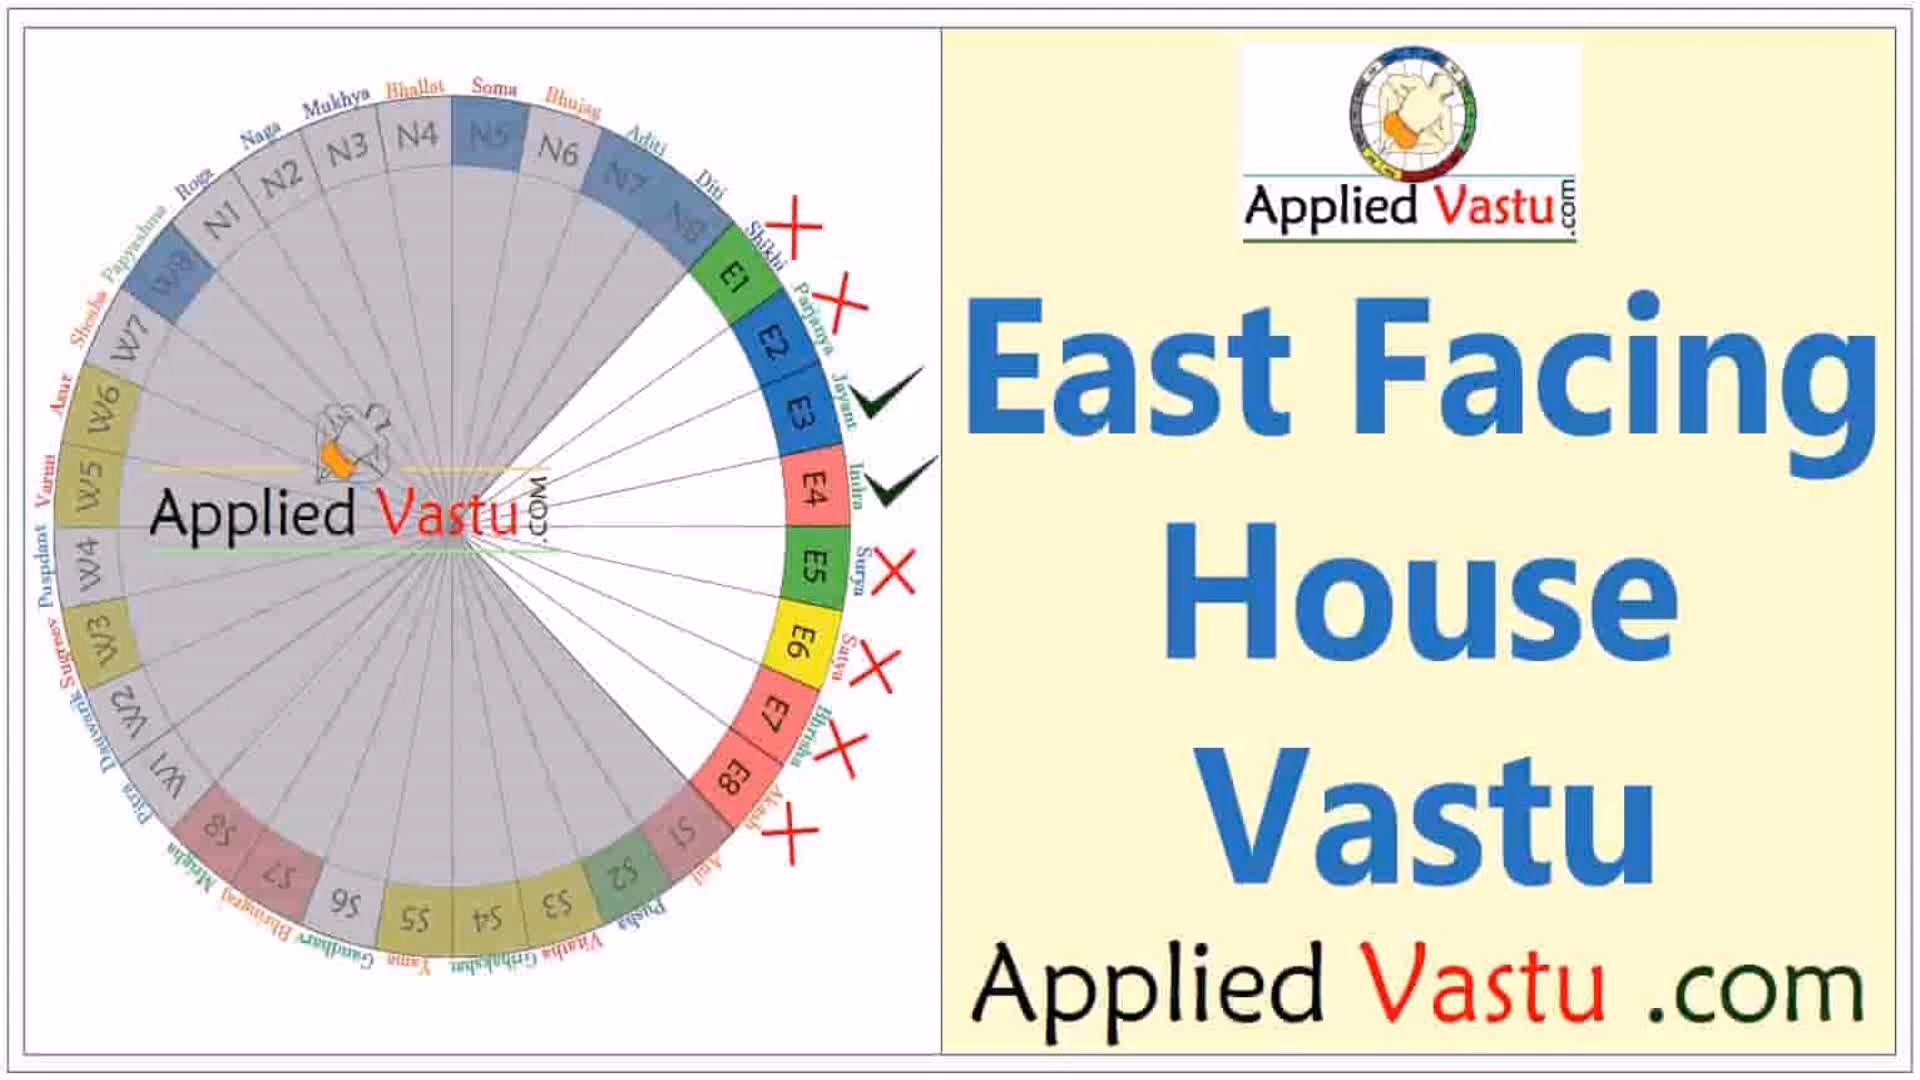 Bhallat
Soma
Bhujag
Mukhya
Aditi
Naga
Diti
Roga
Shikhi
Papyashma
Parjanya
Shosha
Jayant
Asur
Indra
Varun
Surya
Puspdant
Satya
Sugreev
Bhrisha
Dauwarik
Akash
Pitra
Anil
Mrigha
Pusha
Bhringraj
Vitatha
Gandharv
Yama
Grihakshat
N1
N2
N3
N4
N5
N6
N7
N8
E1
E2
E3
E4
E5
E6
E7
E8
S1
S2
S3
S4
S5
S6
S7
S8
W1
W2
W3
W4
W5
W6
W7
W8
Applied Vastu .COM
Applied Vastu.com
East Facing
House
Vastu
Applied Vastu .com